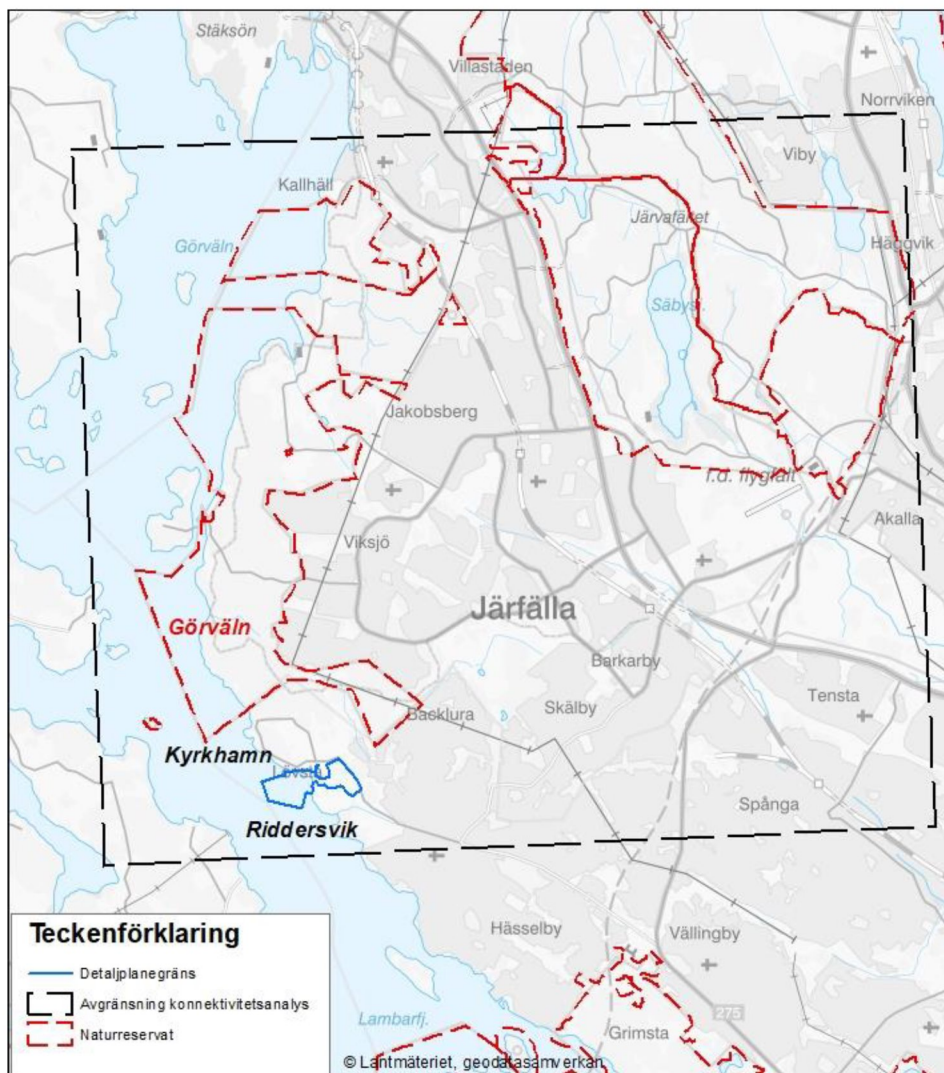 Stäksön
Villastaden
Norrviken
Viby
Kallhäll
Järvafältet
Görväln
Häggvik
Säbysj.
Jakobsberg
f.d. flygfält
Akalla
Viksjö
Järfälla
Görväln
Barkarby
Tensta
Backlura
Skälby
Kyrkhamn
Lövsta
Spånga
Riddersvik
Hässelby
Vällingby
275
Lambarfj.
Grimsta
Teckenförklaring
Detaljplanegräns
Avgränsning konnektivitetsanalys
Naturreservat
© Lantmäteriet, geodatasamverkan